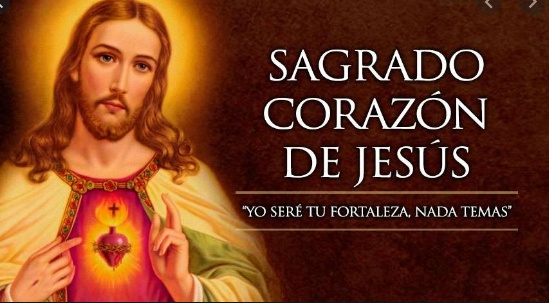 SAGRADO
CORAZÓN
DE JESÚS
“YO SERÉ TU FORTALEZA, NADA TEMAS”